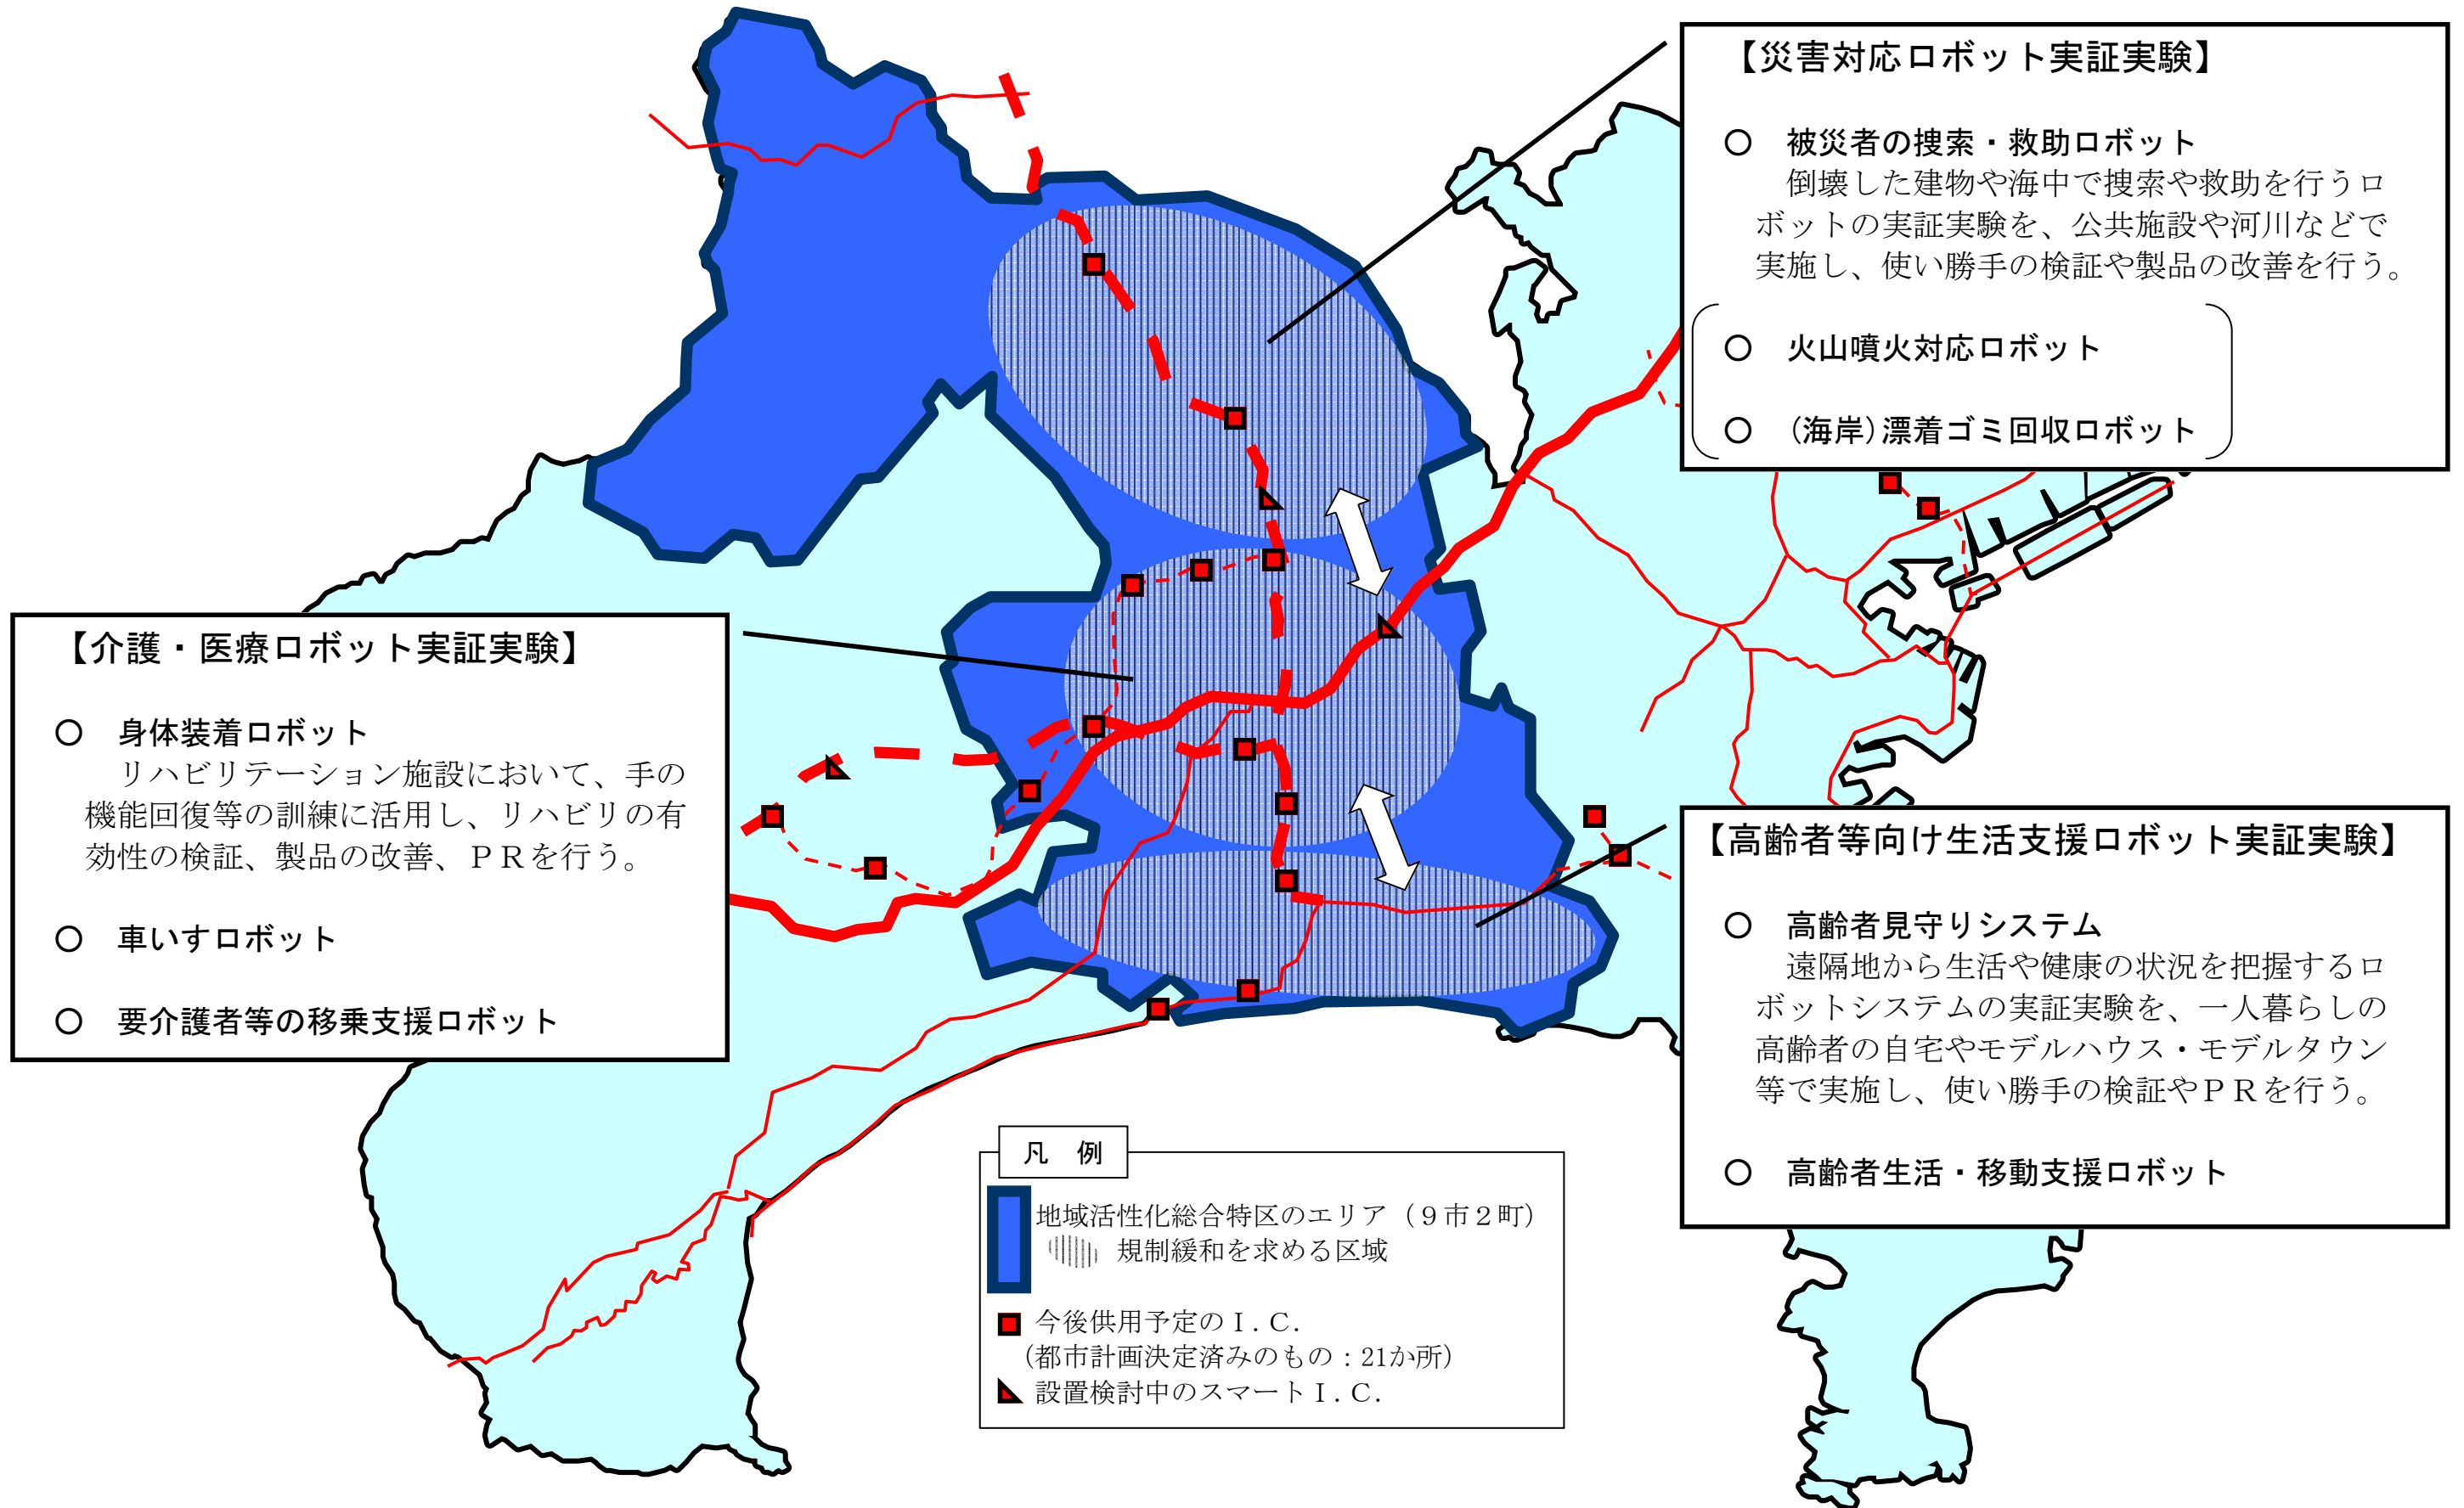 【災害対応ロボット実証実験】
○　被災者の捜索・救助ロボット
倒壊した建物や海中で捜索や救助を行うロ
ボットの実証実験を、公共施設や河川などで
実施し、使い勝手の検証や製品の改善を行う。
○　火山噴火対応ロボット
○　(海岸)漂着ゴミ回収ロボット
【介護・医療ロボット実証実験】
○　身体装着ロボット
リハビリテーション施設において、手の
機能回復等の訓練に活用し、リハビリの有
効性の検証、製品の改善、ＰＲを行う。
○　車いすロボット
○　要介護者等の移乗支援ロボット
【高齢者等向け生活支援ロボット実証実験】
○　高齢者見守りシステム
遠隔地から生活や健康の状況を把握するロ
ボットシステムの実証実験を、一人暮らしの
高齢者の自宅やモデルハウス・モデルタウン
等で実施し、使い勝手の検証やＰＲを行う。
○　高齢者生活・移動支援ロボット
凡　例
地域活性化総合特区のエリア（９市２町）
規制緩和を求める区域
今後供用予定のＩ.Ｃ.
（都市計画決定済みのもの：21か所）
設置検討中のスマートＩ.Ｃ.